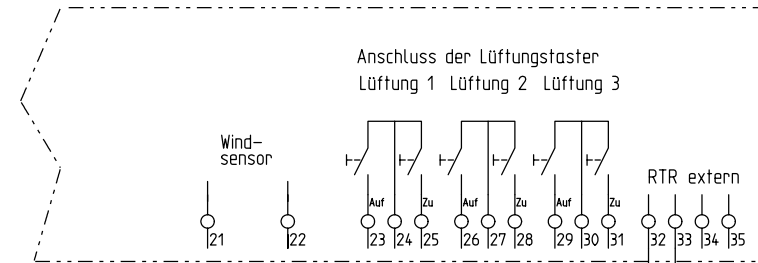 Anschluss der Lüftungstaster
Lüftung 1 Lüftung 2 Lüftung 3
Wind-
sensor
RTR extern
Auf Zu Auf Zu Auf Zu
21 22 23 24 25 26 27 28 29 30 31 32 33 34 35